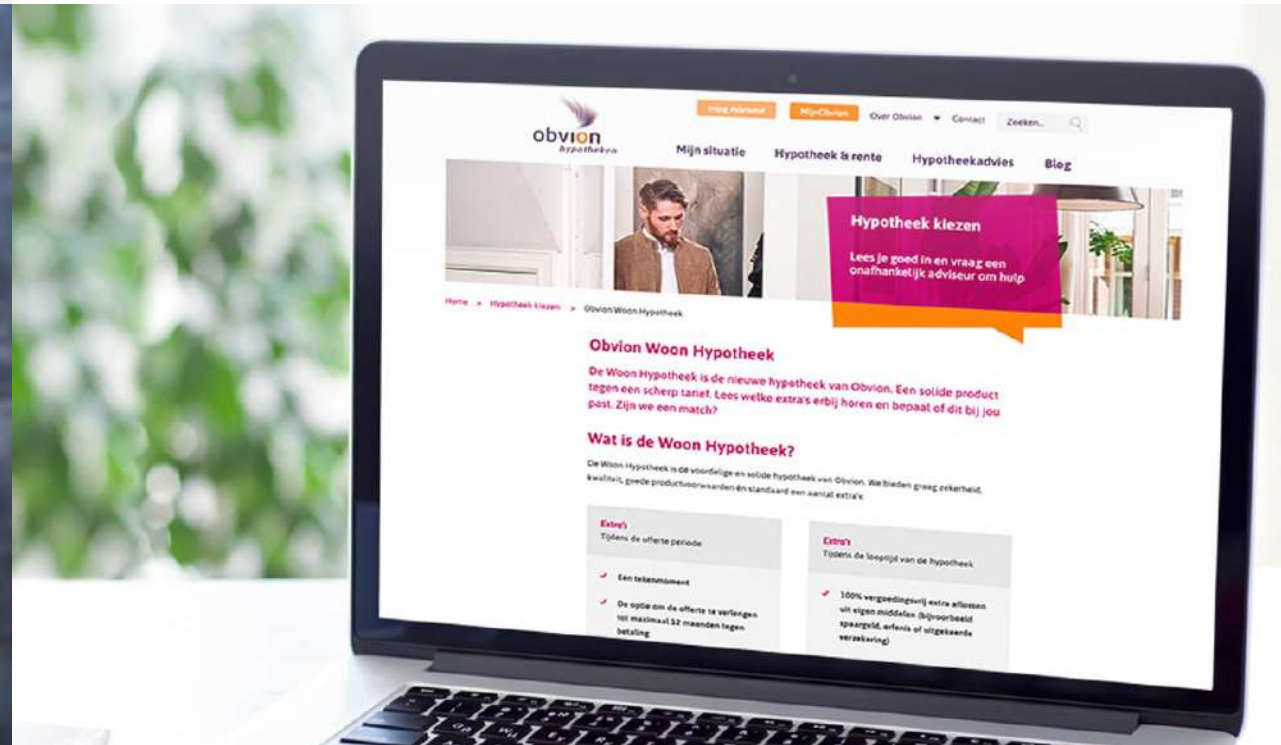 obvion
hypotheken
Inlog Adviseur
MijnObvion
Over Obvion
Contact
Zoeken..
Mijn situatie
Hypotheek & rente
Hypotheekadvies
Blog
Hypotheek kiezen
Lees je goed in en vraag een
onafhankelijk adviseur om hulp
Home » Hypotheek kiezen » Obvion Woon Hypotheek
Obvion Woon Hypotheek
De Woon Hypotheek is de nieuwe hypotheek van Obvion. Een solide product
tegen een scherp tarief. Lees welke extra's erbij horen en bepaal of dit bij jou
past. Zijn we een match?
Wat is de Woon Hypotheek?
De Woon Hypotheek is dé voordelige en solide hypotheek van Obvion. We bieden graag zekerheid,
kwaliteit, goede productvoorwaarden én standaard een aantal extra's:
Extra's
Tijdens de offerte periode
Een tekenmoment
De optie om de offerte te verlengen
tot maximaal 12 maanden tegen
betaling
Extra's
Tijdens de looptijd van de hypotheek
100% vergoedingsvrij extra aflossen
uit eigen middelen (bijvoorbeeld
spaargeld, erfenis of uitgekeerde
verzekering)